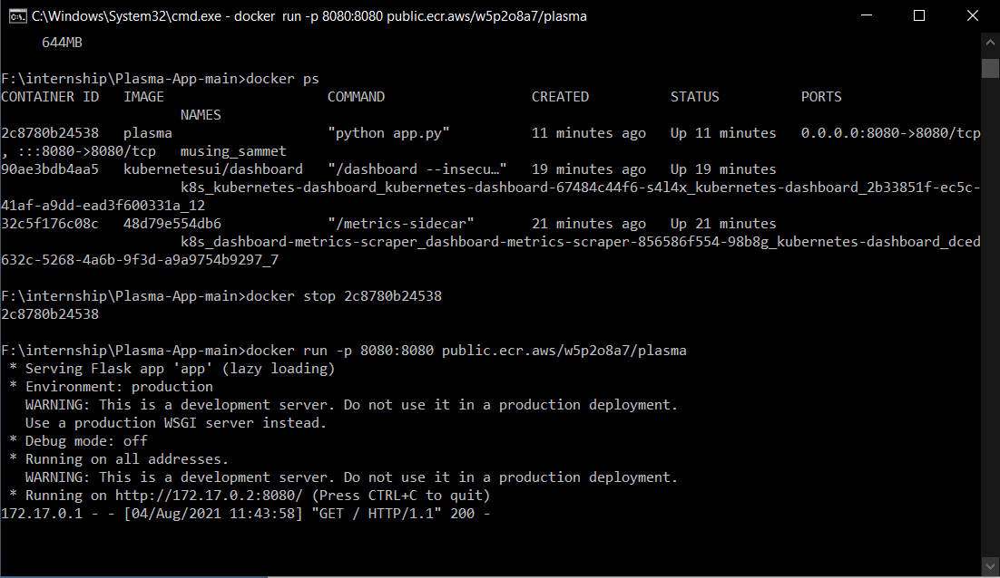 C:\Windows\System32\cmd.exe - docker  run -p 8080:8080 public.ecr.aws/w5p2o8a7/plasma
     644MB
F:\internship\Plasma-App-main>docker ps
CONTAINER ID   IMAGE                    COMMAND                  CREATED          STATUS          PORTS
                      NAMES
2c8780b24538   plasma                   "python app.py"          11 minutes ago   Up 11 minutes   0.0.0.0:8080->8080/tcp
, :::8080->8080/tcp   musing_sammet
90ae3bdb4aa5   kubernetesui/dashboard   "/dashboard --insecu…"   19 minutes ago   Up 19 minutes
                      k8s_kubernetes-dashboard_kubernetes-dashboard-67484c44f6-s4l4x_kubernetes-dashboard_2b33851f-ec5c-
41af-a9dd-ead3f600331a_12
32c5f176c08c   48d79e554db6             "/metrics-sidecar"       21 minutes ago   Up 21 minutes
                      k8s_dashboard-metrics-scraper_dashboard-metrics-scraper-856586f554-98b8g_kubernetes-dashboard_dced
632c-5268-4a6b-9f3d-a9a9754b9297_7
F:\internship\Plasma-App-main>docker stop 2c8780b24538
2c8780b24538
F:\internship\Plasma-App-main>docker run -p 8080:8080 public.ecr.aws/w5p2o8a7/plasma
 * Serving Flask app 'app' (lazy loading)
 * Environment: production
   WARNING: This is a development server. Do not use it in a production deployment.
   Use a production WSGI server instead.
 * Debug mode: off
 * Running on all addresses.
   WARNING: This is a development server. Do not use it in a production deployment.
 * Running on http://172.17.0.2:8080/ (Press CTRL+C to quit)
172.17.0.1 - - [04/Aug/2021 11:43:58] "GET / HTTP/1.1" 200 -